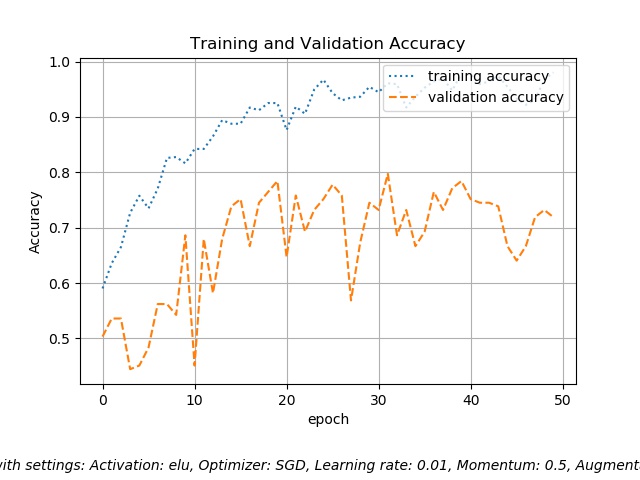 Training and Validation Accuracy
training accuracy
validation accuracy
1.0
0.9
0.8
0.7
0.6
0.5
Accuracy
0
10
20
30
40
50
epoch
settings: Activation: elu, Optimizer: SGD, Learning rate: 0.01, Momentum: 0.5,